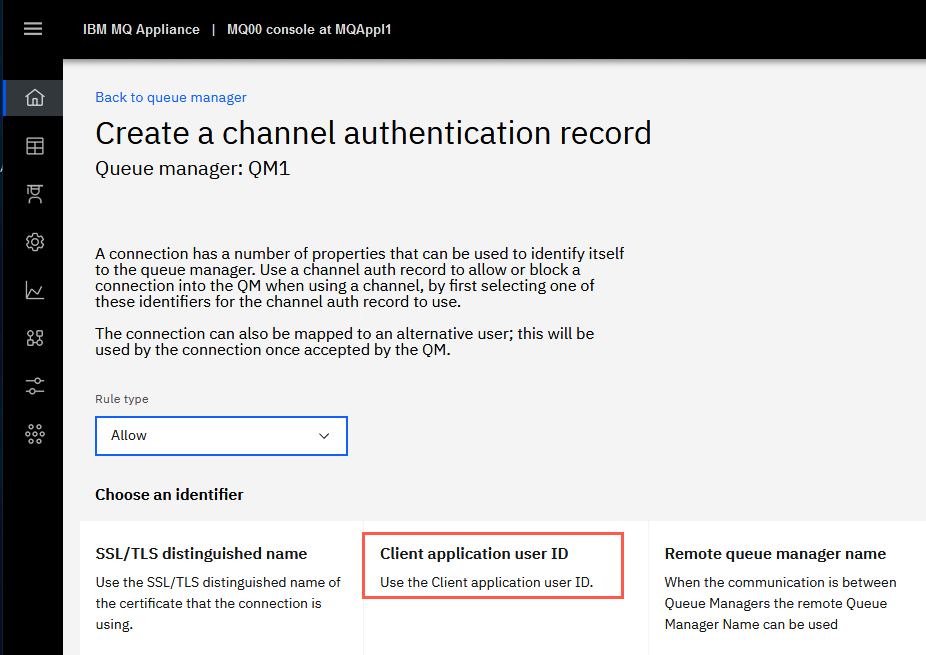 IBM MQ Appliance | MQ00 console at MQAppl1
Back to queue manager
Create a channel authentication record
Queue manager: QM1
A connection has a number of properties that can be used to identify itself
to the queue manager. Use a channel auth record to allow or block a
connection into the QM when using a channel, by first selecting one of
these identifiers for the channel auth record to use.
The connection can also be mapped to an alternative user; this will be
used by the connection once accepted by the QM.
Rule type
Allow
Choose an identifier
SSL/TLS distinguished name
Use the SSL/TLS distinguished name of
the certificate that the connection is
using.
Client application user ID
Use the Client application user ID.
Remote queue manager name
When the communication is between
Queue Managers the remote Queue
Manager Name can be used